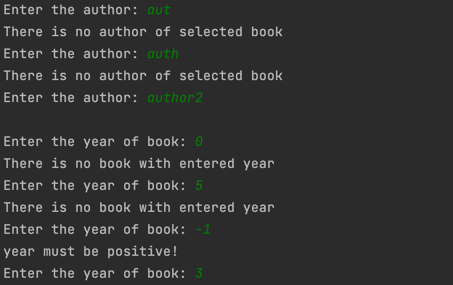 Enter the author: aut
There is no author of selected book
Enter the author: auth
There is no author of selected book
Enter the author: author2

Enter the year of book: 0
There is no book with entered year
Enter the year of book: 5
There is no book with entered year
Enter the year of book: -1
year must be positive!
Enter the year of book: 3